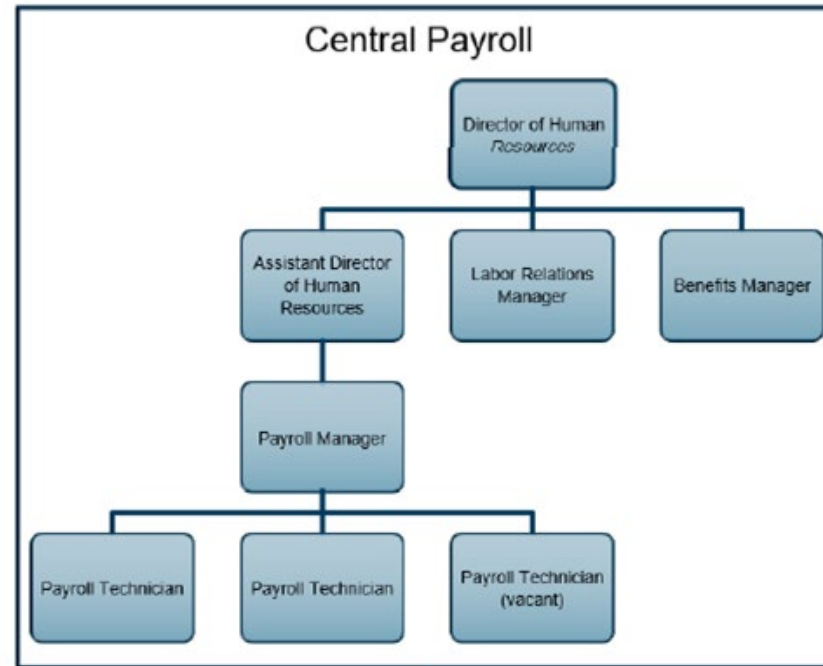 Central Payroll
Director of Human
Resources
Assistant Director
of Human
Resources
Labor Relations
Manager
Benefits Manager
Payroll Manager
Payroll Technician
Payroll Technician
Payroll Technician
(vacant)